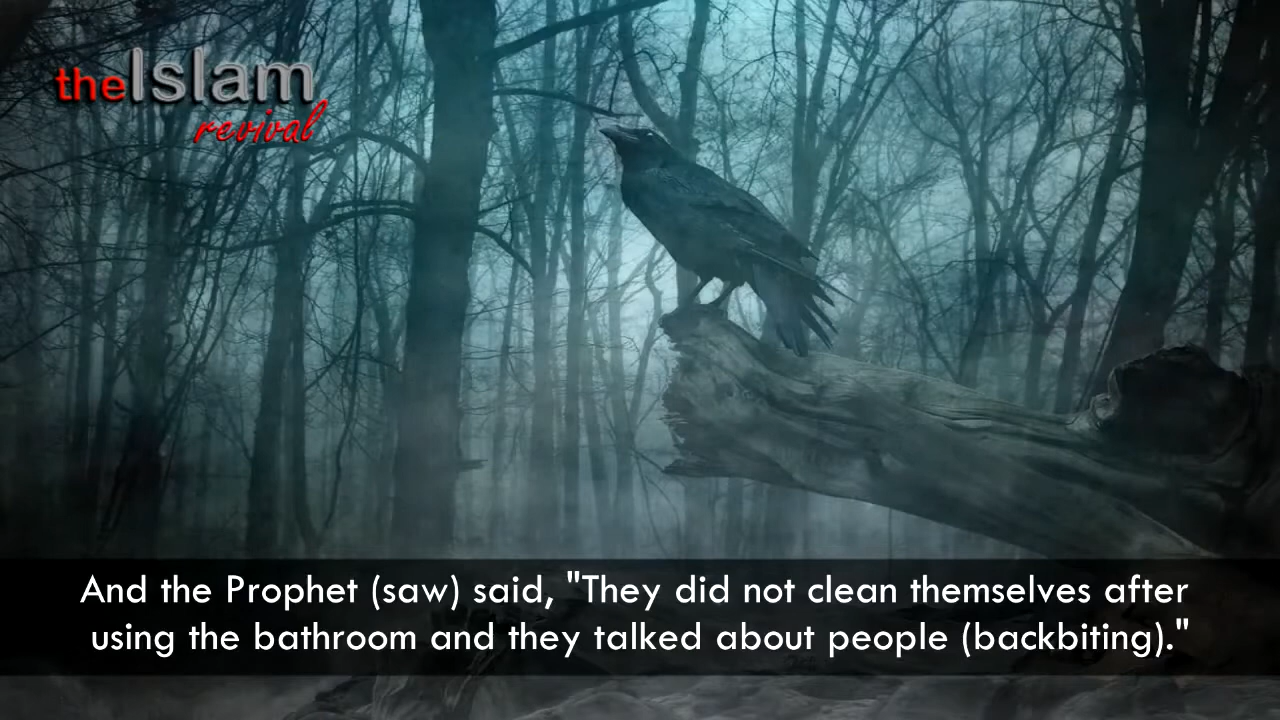 theIslam
revival
And the Prophet (saw) said, "They did not clean themselves after
using the bathroom and they talked about people (backbiting)."